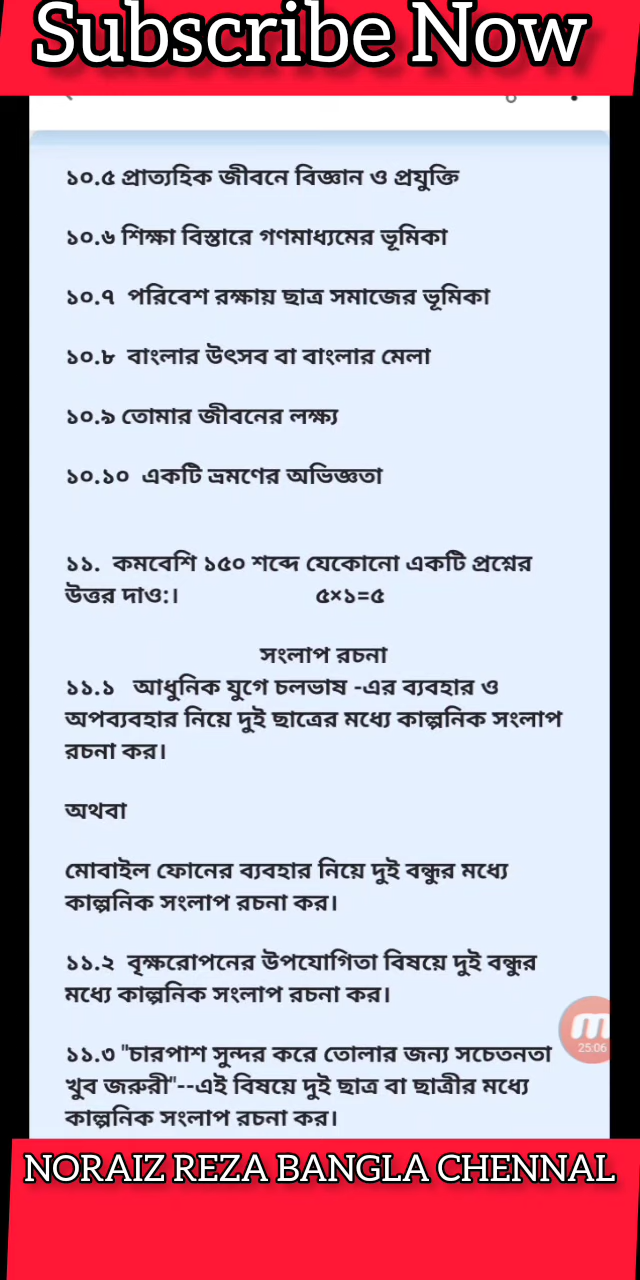 Subscribe Now
১০.৫ প্রাত্যহিক জীবনে বিজ্ঞান ও প্রযুক্তি
১০.৬ শিক্ষা বিস্তারে গণমাধ্যমের ভূমিকা
১০.৭ পরিবেশ রক্ষায় ছাত্র সমাজের ভূমিকা
১০.৮ বাংলার উৎসব বা বাংলার মেলা
১০.৯ তোমার জীবনের লক্ষ্য
১০.১০ একটি ভ্রমণের অভিজ্ঞতা
১১. কমবেশি ১৫০ শব্দে যেকোনো একটি প্রশ্নের
উত্তর দাও:। ৫×১=৫
সংলাপ রচনা
১১.১ আধুনিক যুগে চলভাষ -এর ব্যবহার ও
অপব্যবহার নিয়ে দুই ছাত্রের মধ্যে কাল্পনিক সংলাপ
রচনা কর।
অথবা
মোবাইল ফোনের ব্যবহার নিয়ে দুই বন্ধুর মধ্যে
কাল্পনিক সংলাপ রচনা কর।
১১.২ বৃক্ষরোপনের উপযোগিতা বিষয়ে দুই বন্ধুর
মধ্যে কাল্পনিক সংলাপ রচনা কর।
১১.৩ "চারপাশ সুন্দর করে তোলার জন্য সচেতনতা
খুব জরুরী"--এই বিষয়ে দুই ছাত্র বা ছাত্রীর মধ্যে
কাল্পনিক সংলাপ রচনা কর।
25:06
NORAIZ REZA BANGLA CHENNAL